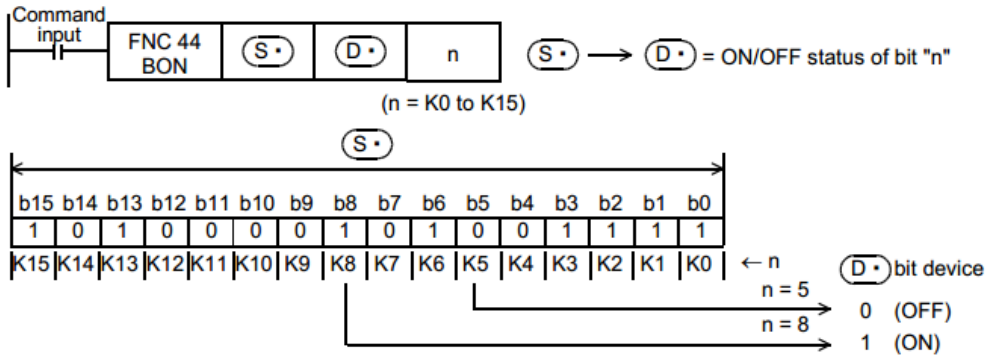 Command
input
FNC 44
BON
S·
D·
n
S· → D· = ON/OFF status of bit "n"
(n = K0 to K15)
S·
b15 b14 b13 b12 b11 b10 b9 b8 b7 b6 b5 b4 b3 b2 b1 b0
1 0 1 0 0 0 0 1 0 1 0 0 1 1 1 1
K15 K14 K13 K12 K11 K10 K9 K8 K7 K6 K5 K4 K3 K2 K1 K0 ← n
D· bit device
n = 5
0 (OFF)
n = 8
1 (ON)